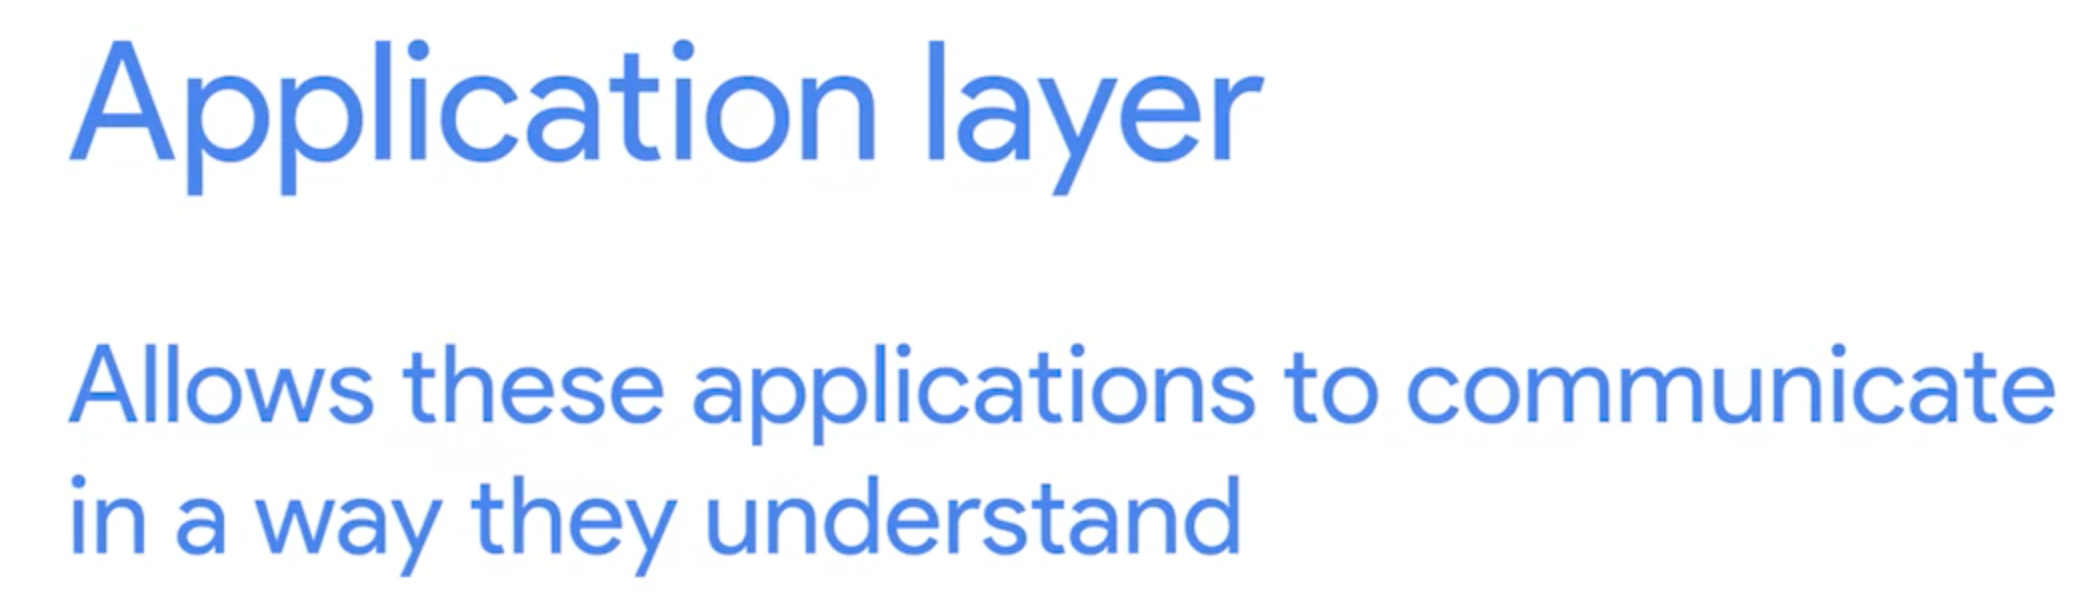 Application layer
Allows these applications to communicate
in a way they understand